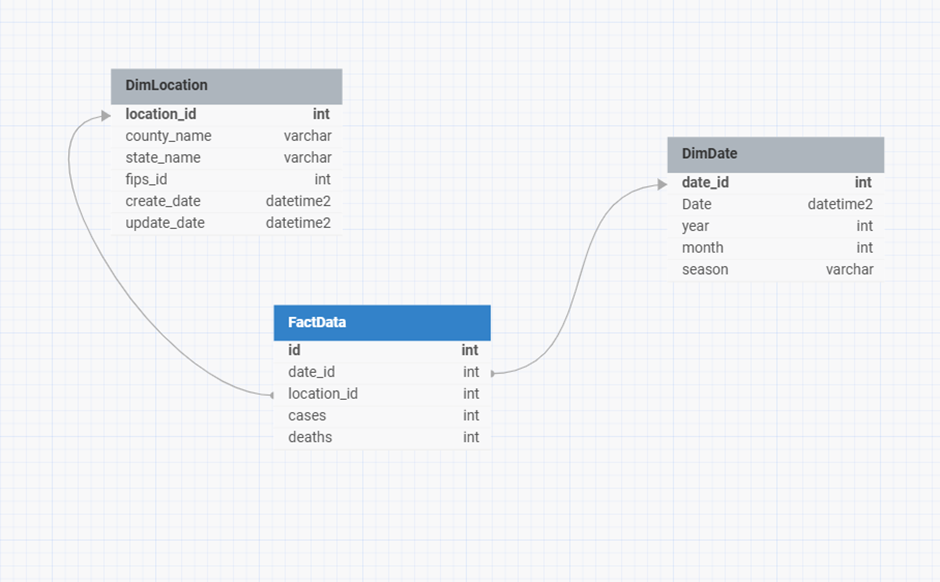 DimLocation
location_id int
county_name varchar
state_name varchar
fips_id int
create_date datetime2
update_date datetime2
DimDate
date_id int
Date datetime2
year int
month int
season varchar
FactData
id int
date_id int
location_id int
cases int
deaths int